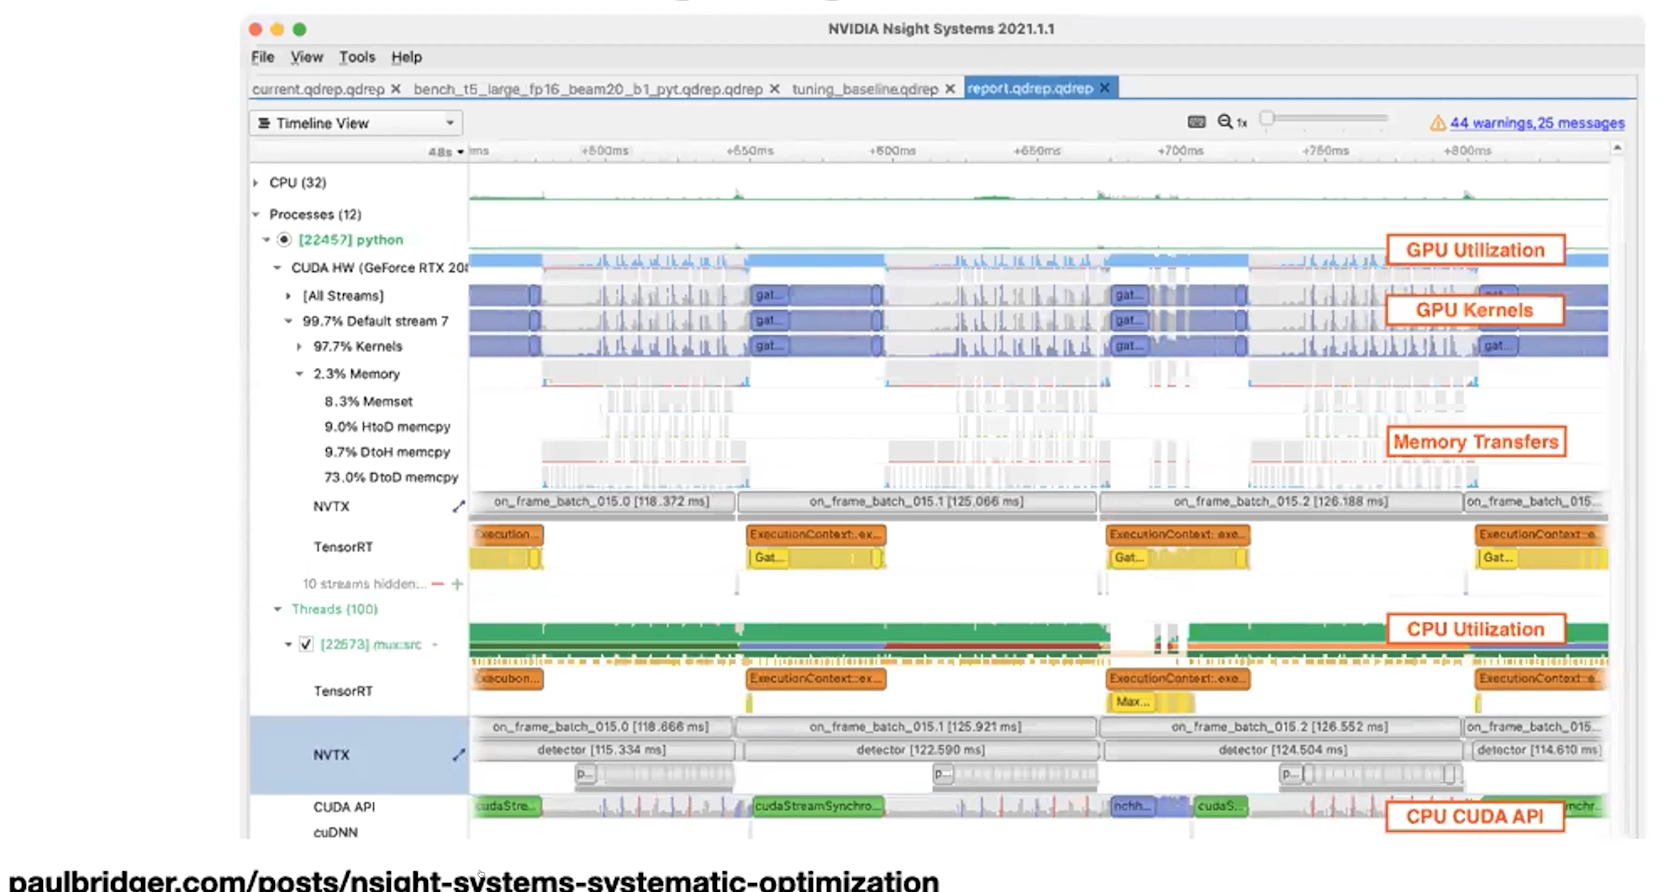 NVIDIA Nsight Systems 2021.1.1
File View Tools Help
current.qdrep.qdrep × bench_t5_large_fp16_beam20_b1_pyt.qdrep.qdrep × tuning_baseline.qdrep × report.qdrep.qdrep ×
Timeline View 1x 44 warnings, 25 messages
48s ms +500ms +550ms +600ms +650ms +700ms +750ms +800ms
CPU (32)
Processes (12)
[22457] python
GPU Utilization
CUDA HW (GeForce RTX 20
[All Streams] gat... gat...
GPU Kernels
99.7% Default stream 7 gat... gat...
97.7% Kernels gat... gat... gat...
2.3% Memory
8.3% Memset
9.0% HtoD memcpy
Memory Transfers
9.7% DtoH memcpy
73.0% DtoD memcpy
NVTX on_frame_batch_015.0 [118.372 ms] on_frame_batch_015.1 [125.066 ms] on_frame_batch_015.2 [126.188 ms] on_frame_batch_015...
Execution... ExecutionContext:.ex... ExecutionContext:.exe... ExecutionContext::e...
TensorRT Gat... Gat... Gat...
10 streams hidden... − +
Threads (100)
CPU Utilization
[22573] mux:src
ExecutionContext:.ex... ExecutionContext:.exe... ExecutionContext::e...
TensorRT Max...
on_frame_batch_015.0 [118.666 ms] on_frame_batch_015.1 [125.921 ms] on_frame_batch_015.2 [126.552 ms] on_frame_batch_015...
NVTX detector [115.334 ms] detector [122.590 ms] detector [124.504 ms] detector [114.610 ms]
p... p... p...
CUDA API cudaStre... cudaStreamSynchro... nchh... cudaS... nchr...
CPU CUDA API
cuDNN
paulbridger.com/posts/nsight-systems-systematic-optimization